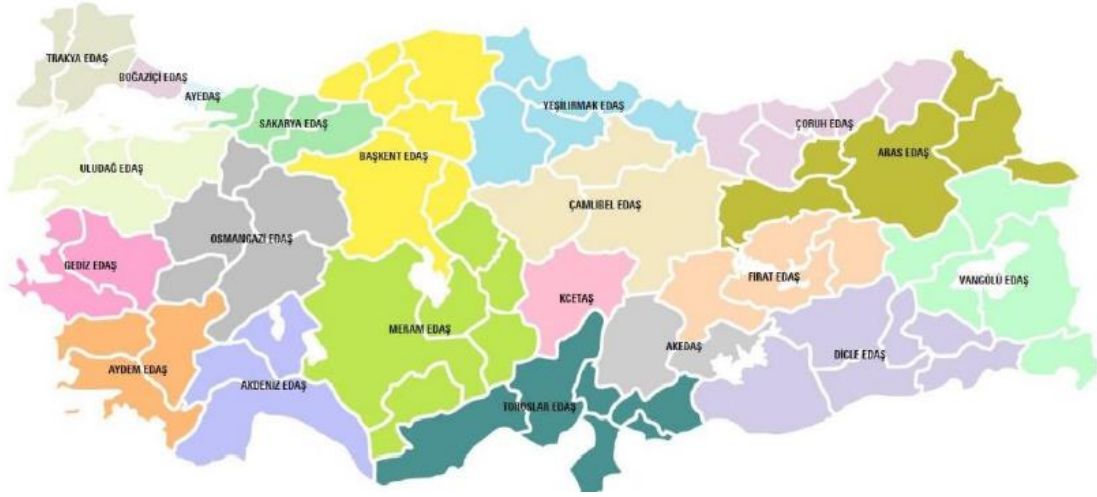 TRAKYA EDAŞ
BOĞAZİÇİ EDAŞ
AYEDAŞ
SAKARYA EDAŞ
YEŞİLIRMAK EDAŞ
ÇORUH EDAŞ
BAŞKENT EDAŞ
ARAS EDAŞ
ULUDAĞ EDAŞ
ÇAMLIBEL EDAŞ
OSMANGAZİ EDAŞ
GEDİZ EDAŞ
FIRAT EDAŞ
VANGÖLÜ EDAŞ
KCETAŞ
MERAM EDAŞ
AKEDAŞ
DİCLE EDAŞ
AYDEM EDAŞ
AKDENİZ EDAŞ
TOROSLAR EDAŞ